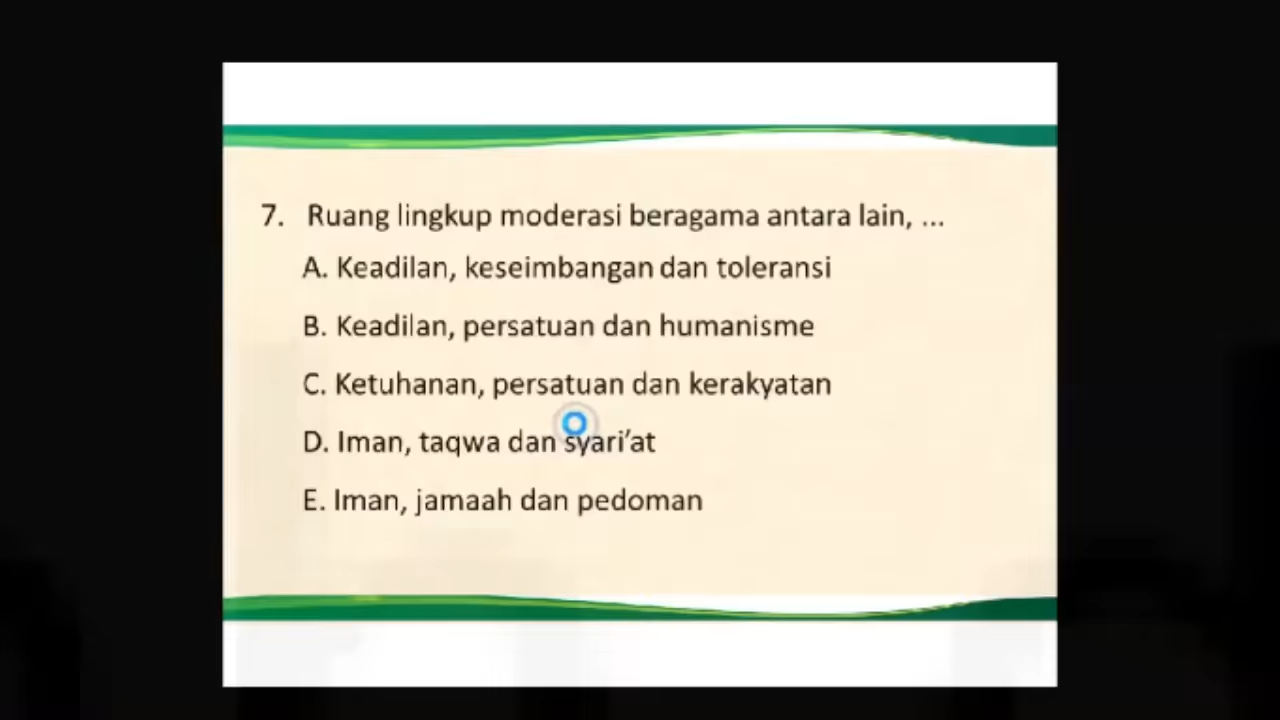 7. Ruang lingkup moderasi beragama antara lain, ...
A. Keadilan, keseimbangan dan toleransi
B. Keadilan, persatuan dan humanisme
C. Ketuhanan, persatuan dan kerakyatan
D. Iman, taqwa dan syari’at
E. Iman, jamaah dan pedoman